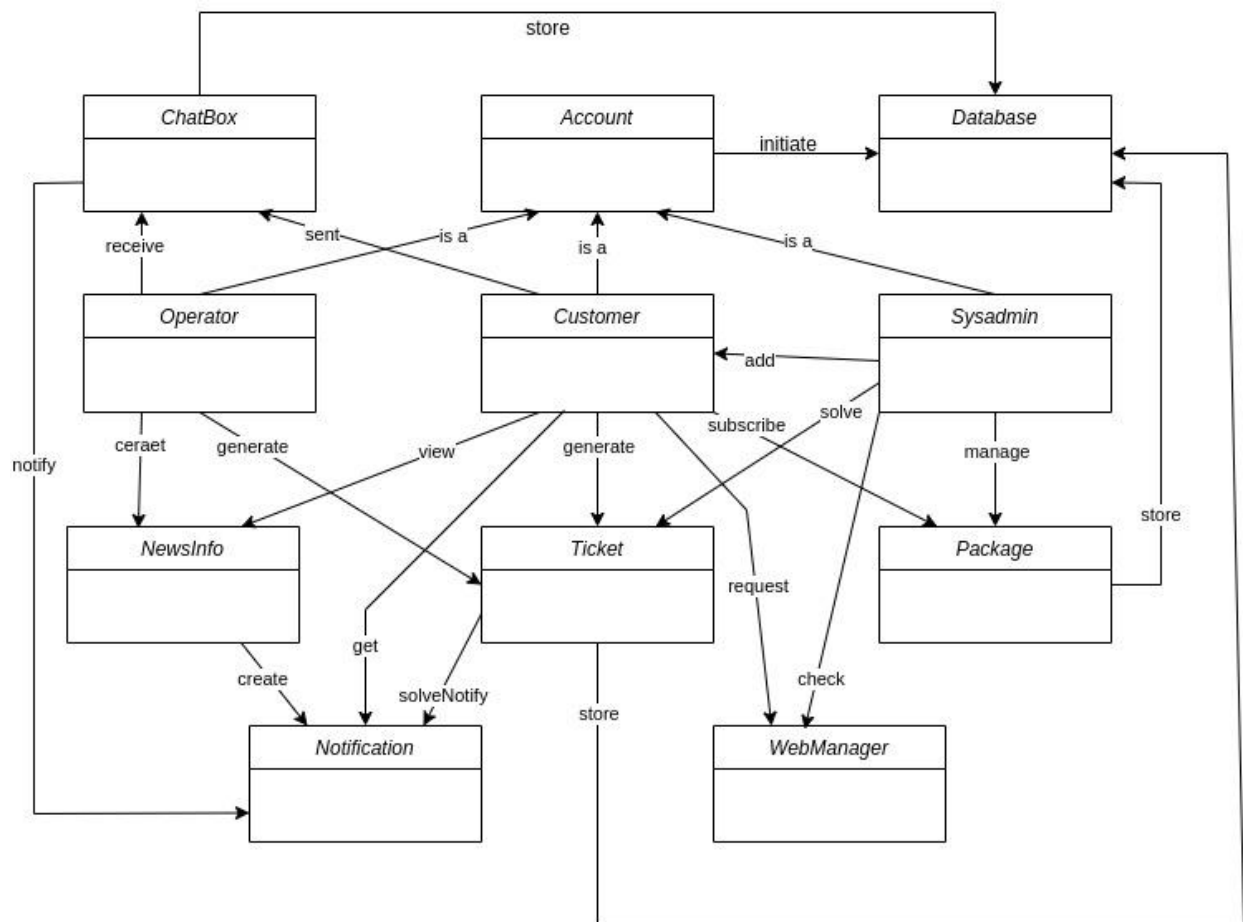 store
ChatBox
Account
Database
initiate
receive
sent
is a
is a
is a
Operator
Customer
Sysadmin
add
ceraet
generate
view
generate
subscribe
solve
manage
notify
NewsInfo
Ticket
Package
store
request
create
get
solveNotify
store
check
Notification
WebManager